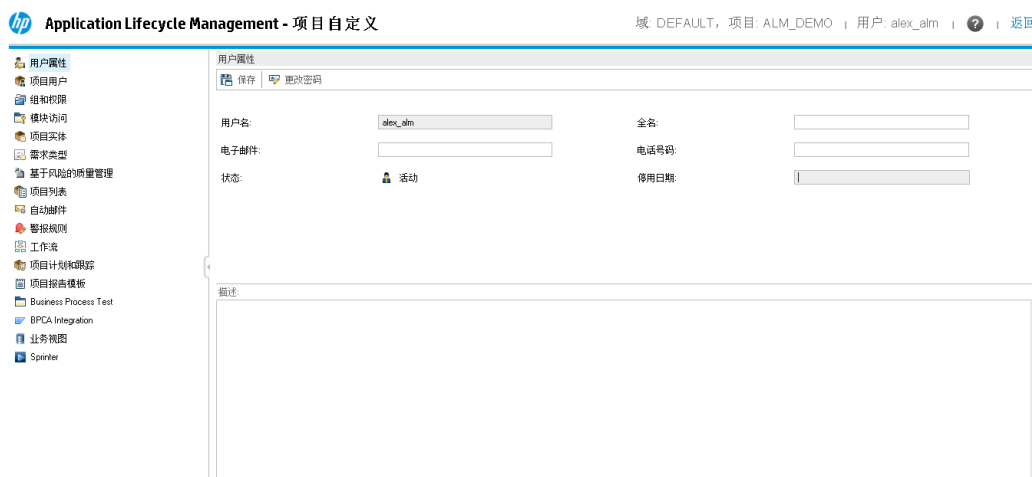 hp Application Lifecycle Management - 项目自定义 域: DEFAULT，项目: ALM_DEMO | 用户: alex_alm | ? | 返回
用户属性
项目用户
组和权限
模块访问
项目实体
需求类型
基于风险的质量管理
项目列表
自动邮件
警报规则
工作流
项目计划和跟踪
项目报告模板
Business Process Test
BPCA Integration
业务视图
Sprinter
用户属性
保存 更改密码
用户名: alex_alm 全名:
电子邮件: 电话号码:
状态: 活动 停用日期:
描述: